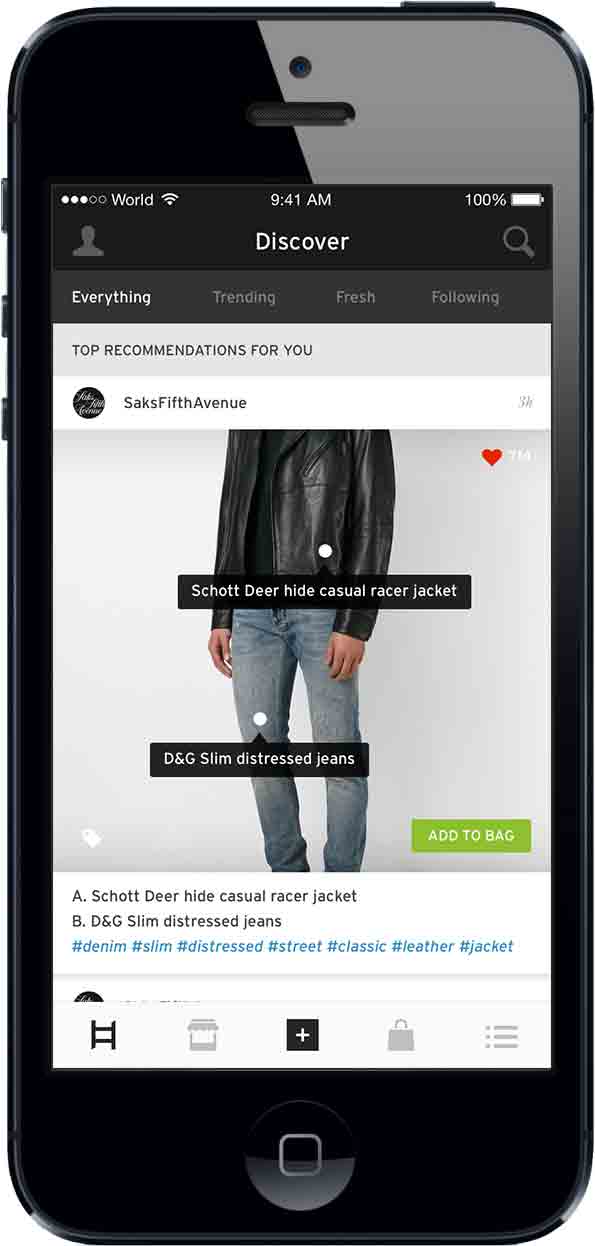 World 9:41 AM 100%
Discover
Everything Trending Fresh Following
TOP RECOMMENDATIONS FOR YOU
Saks Fifth Avenue SaksFifthAvenue 3h
Schott Deer hide casual racer jacket
D&G Slim distressed jeans
ADD TO BAG
A. Schott Deer hide casual racer jacket
B. D&G Slim distressed jeans
#denim #slim #distressed #street #classic #leather #jacket